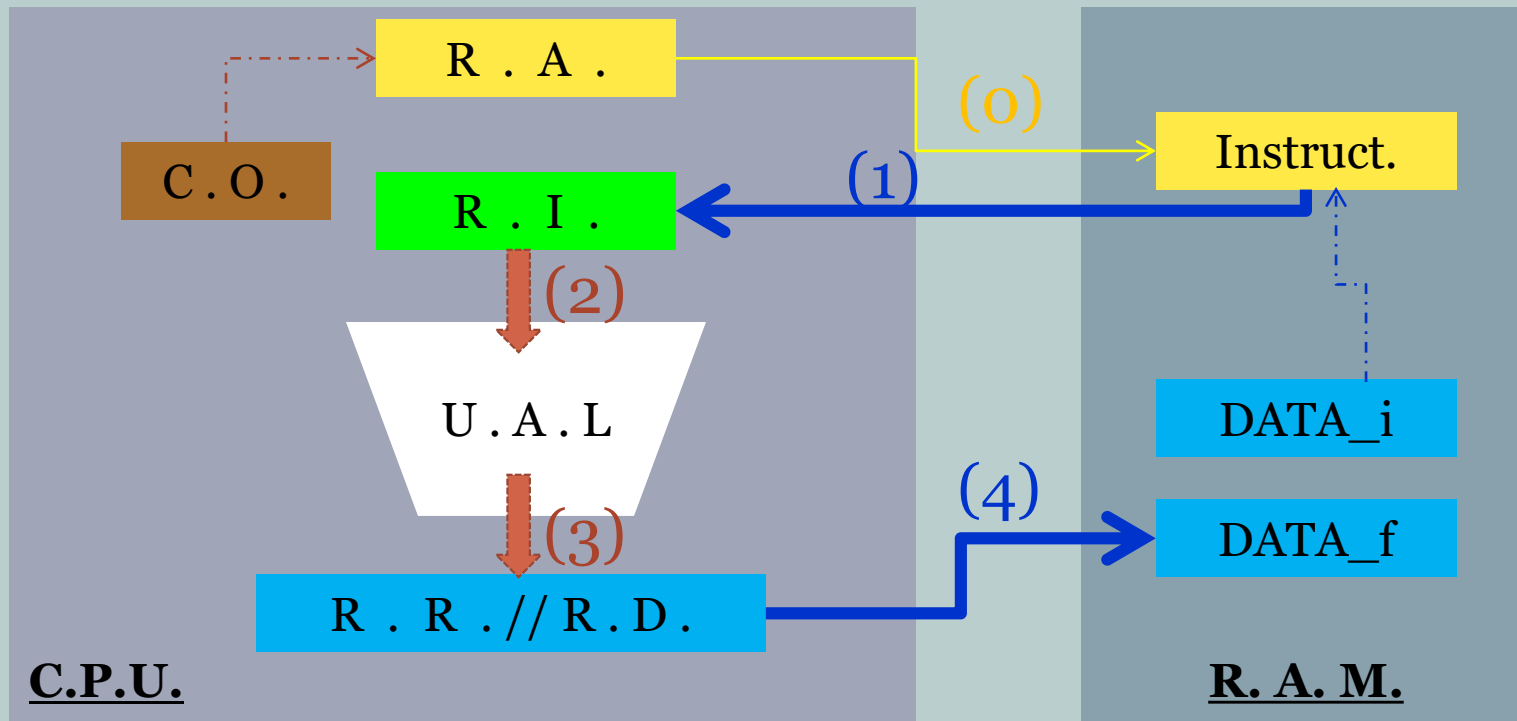 R . A .
(0)
Instruct.
C . O .
(1)
R . I .
(2)
U . A . L
DATA_i
(4)
(3)
DATA_f
R . R . // R . D .
C.P.U.
R. A. M.